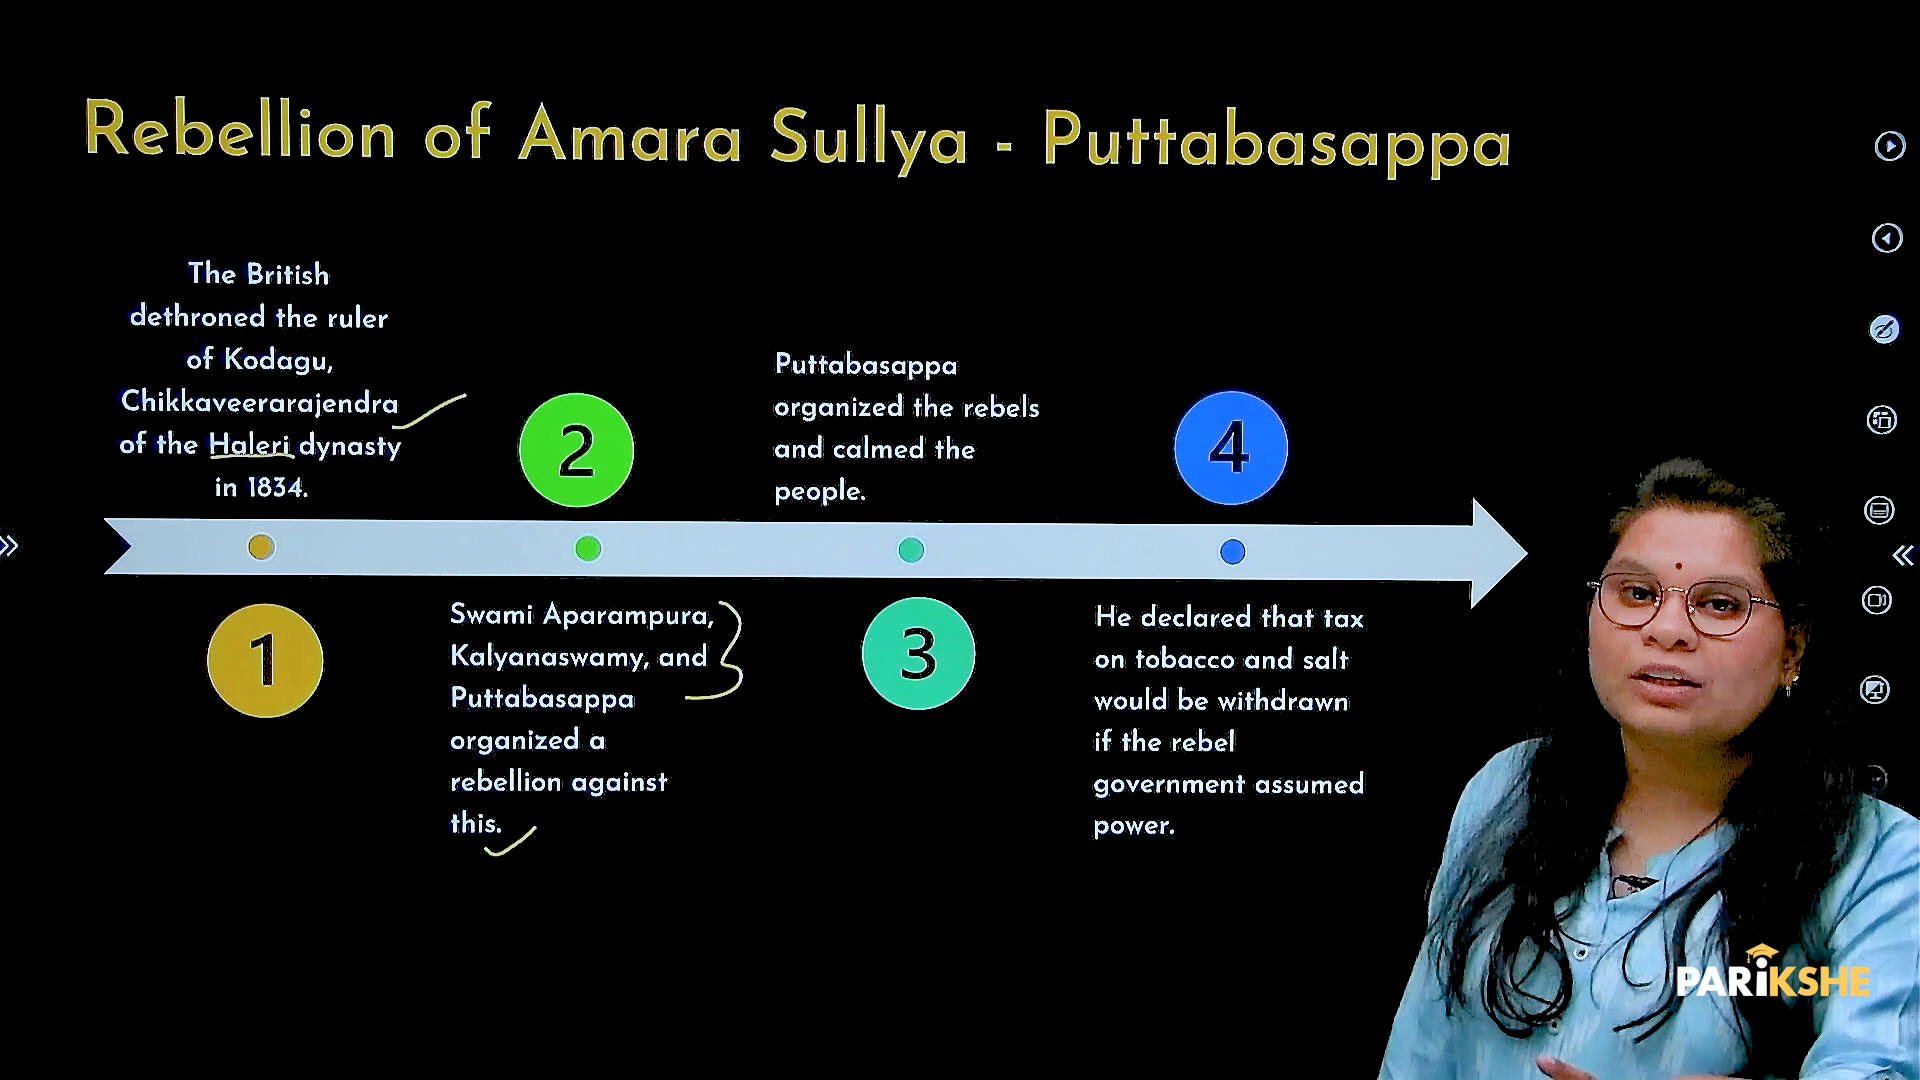 Rebellion of Amara Sullya - Puttabasappa
The British
dethroned the ruler
of Kodagu,
Chikkaveerarajendra
of the Haleri dynasty
in 1834.
1
2
Swami Aparampura,
Kalyanaswamy, and
Puttabasappa
organized a
rebellion against
this.
Puttabasappa
organized the rebels
and calmed the
people.
3
4
He declared that tax
on tobacco and salt
would be withdrawn
if the rebel
government assumed
power.
PARiKSHE